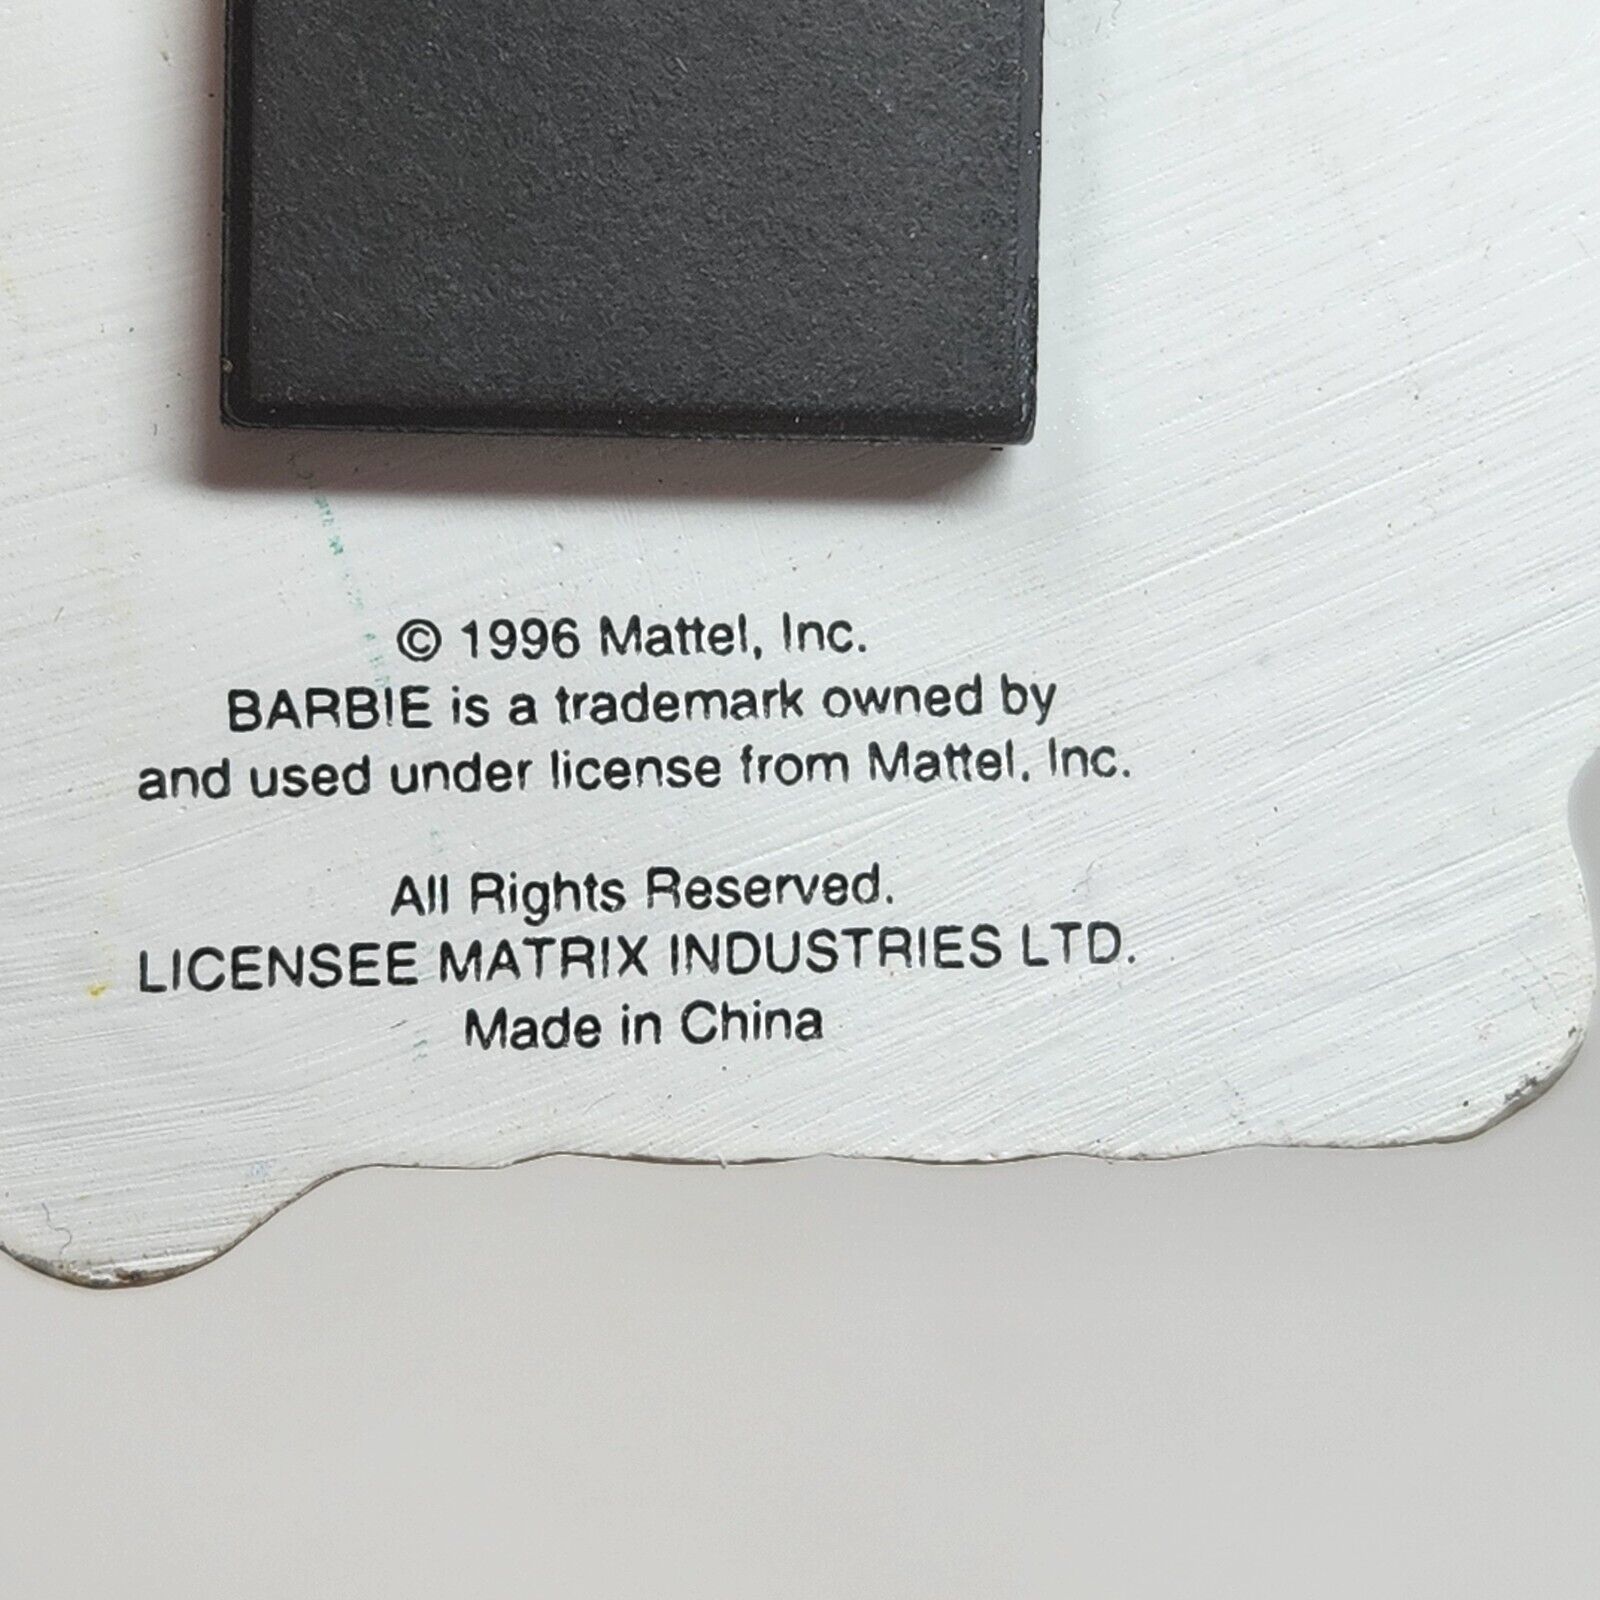 © 1996 Mattel, Inc.
BARBIE is a trademark owned by
and used under license from Mattel, Inc.
All Rights Reserved.
LICENSEE MATRIX INDUSTRIES LTD.
Made in China